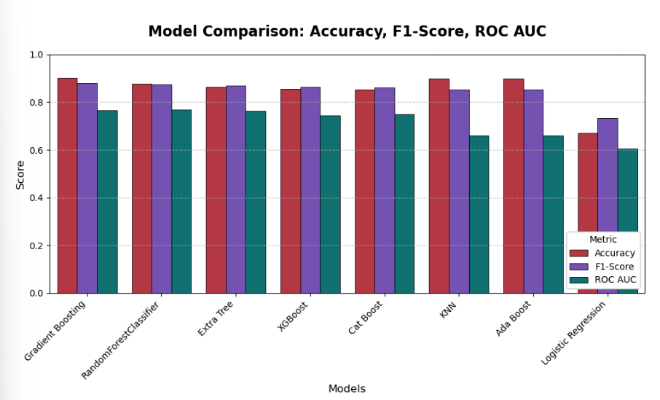 Model Comparison: Accuracy, F1-Score, ROC AUC
Score
1.0
0.8
0.6
0.4
0.2
0.0
Metric
Accuracy
F1-Score
ROC AUC
Gradient Boosting
RandomForestClassifier
Extra Tree
XGBoost
Cat Boost
KNN
Ada Boost
Logistic Regression
Models